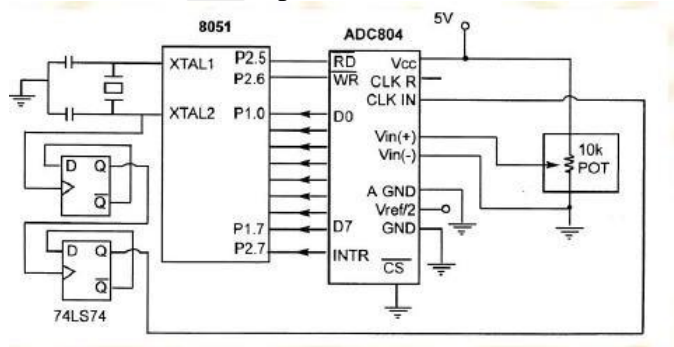 5V
8051
ADC804
XTAL1
P2.5
RD
Vcc
P2.6
WR
CLK R
CLK IN
XTAL2
P1.0
D0
Vin(+)
Vin(-)
10k
POT
D Q
Q
A GND
Vref/2
P1.7
D7
GND
D Q
P2.7
INTR
CS
Q
74LS74